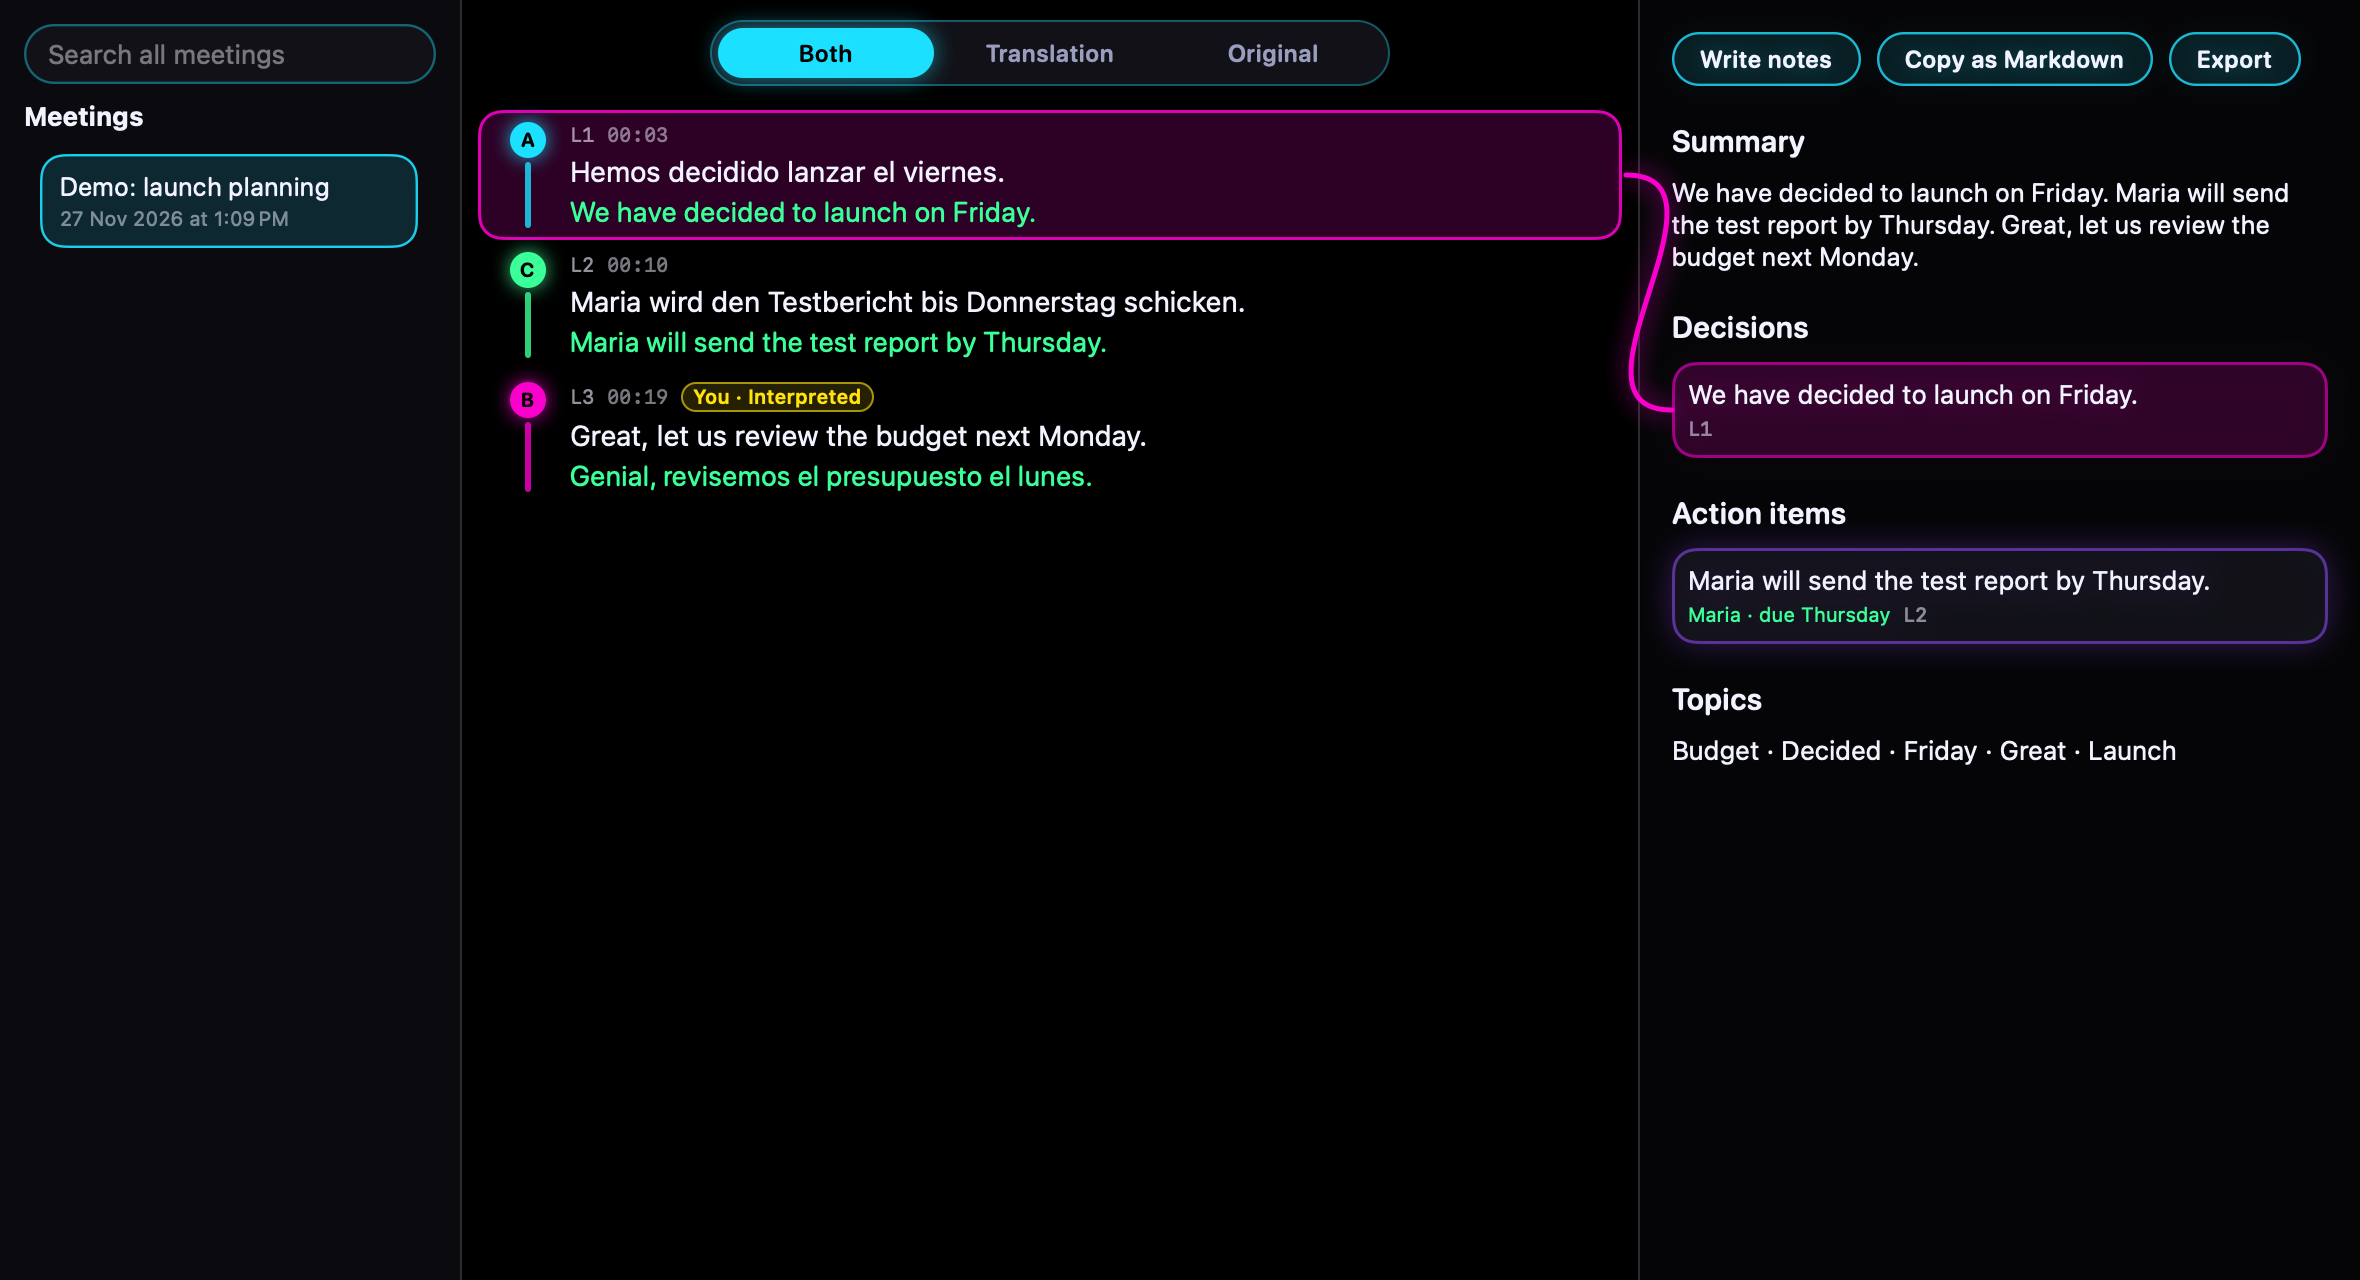 Search all meetings
Meetings
Demo: launch planning
27 Nov 2026 at 1:09 PM
Both
Translation
Original
A
L1 00:03
Hemos decidido lanzar el viernes.
We have decided to launch on Friday.
C
L2 00:10
Maria wird den Testbericht bis Donnerstag schicken.
Maria will send the test report by Thursday.
B
L3 00:19 You · Interpreted
Great, let us review the budget next Monday.
Genial, revisemos el presupuesto el lunes.
Write notes
Copy as Markdown
Export
Summary
We have decided to launch on Friday. Maria will send
the test report by Thursday. Great, let us review the
budget next Monday.
Decisions
We have decided to launch on Friday.
L1
Action items
Maria will send the test report by Thursday.
Maria · due Thursday L2
Topics
Budget · Decided · Friday · Great · Launch